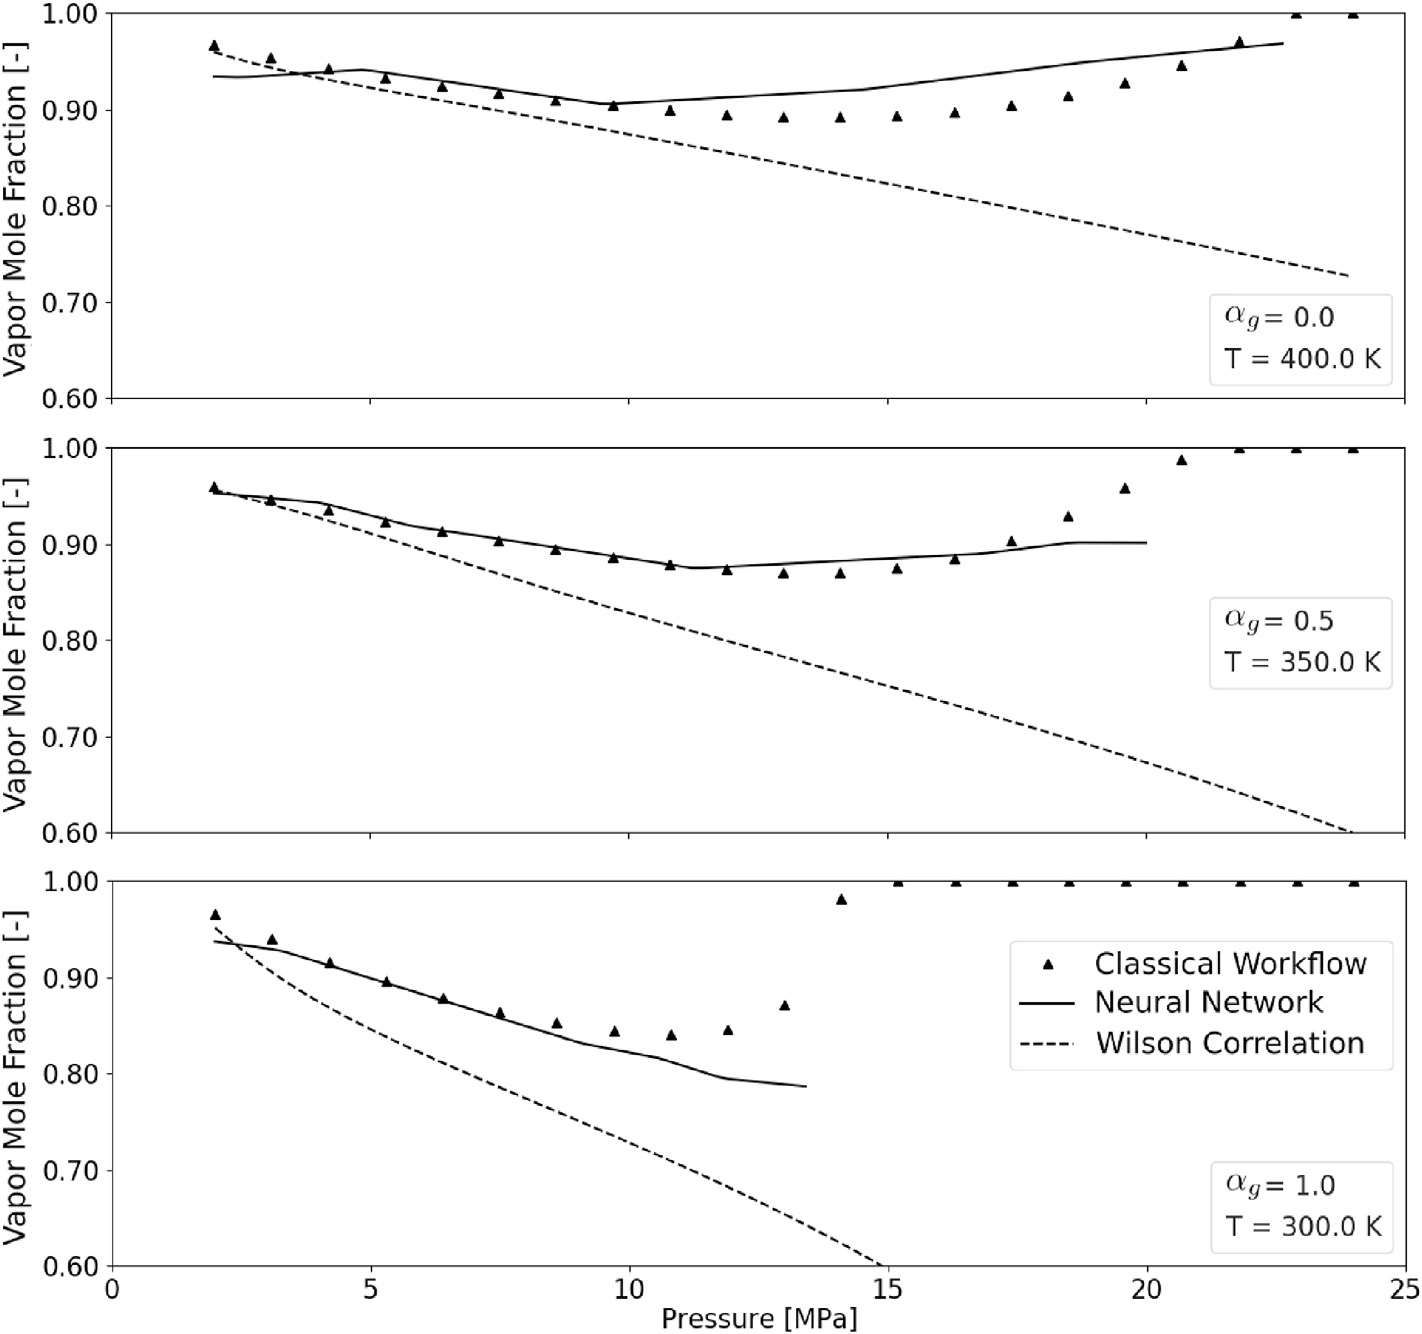 1.00
0.90
0.80
0.70
0.60
Vapor Mole Fraction [-]
αg = 0.0
T = 400.0 K
1.00
0.90
0.80
0.70
0.60
Vapor Mole Fraction [-]
αg = 0.5
T = 350.0 K
1.00
0.90
0.80
0.70
0.60
Vapor Mole Fraction [-]
Classical Workflow
Neural Network
Wilson Correlation
αg = 1.0
T = 300.0 K
0 5 10 15 20 25
Pressure [MPa]